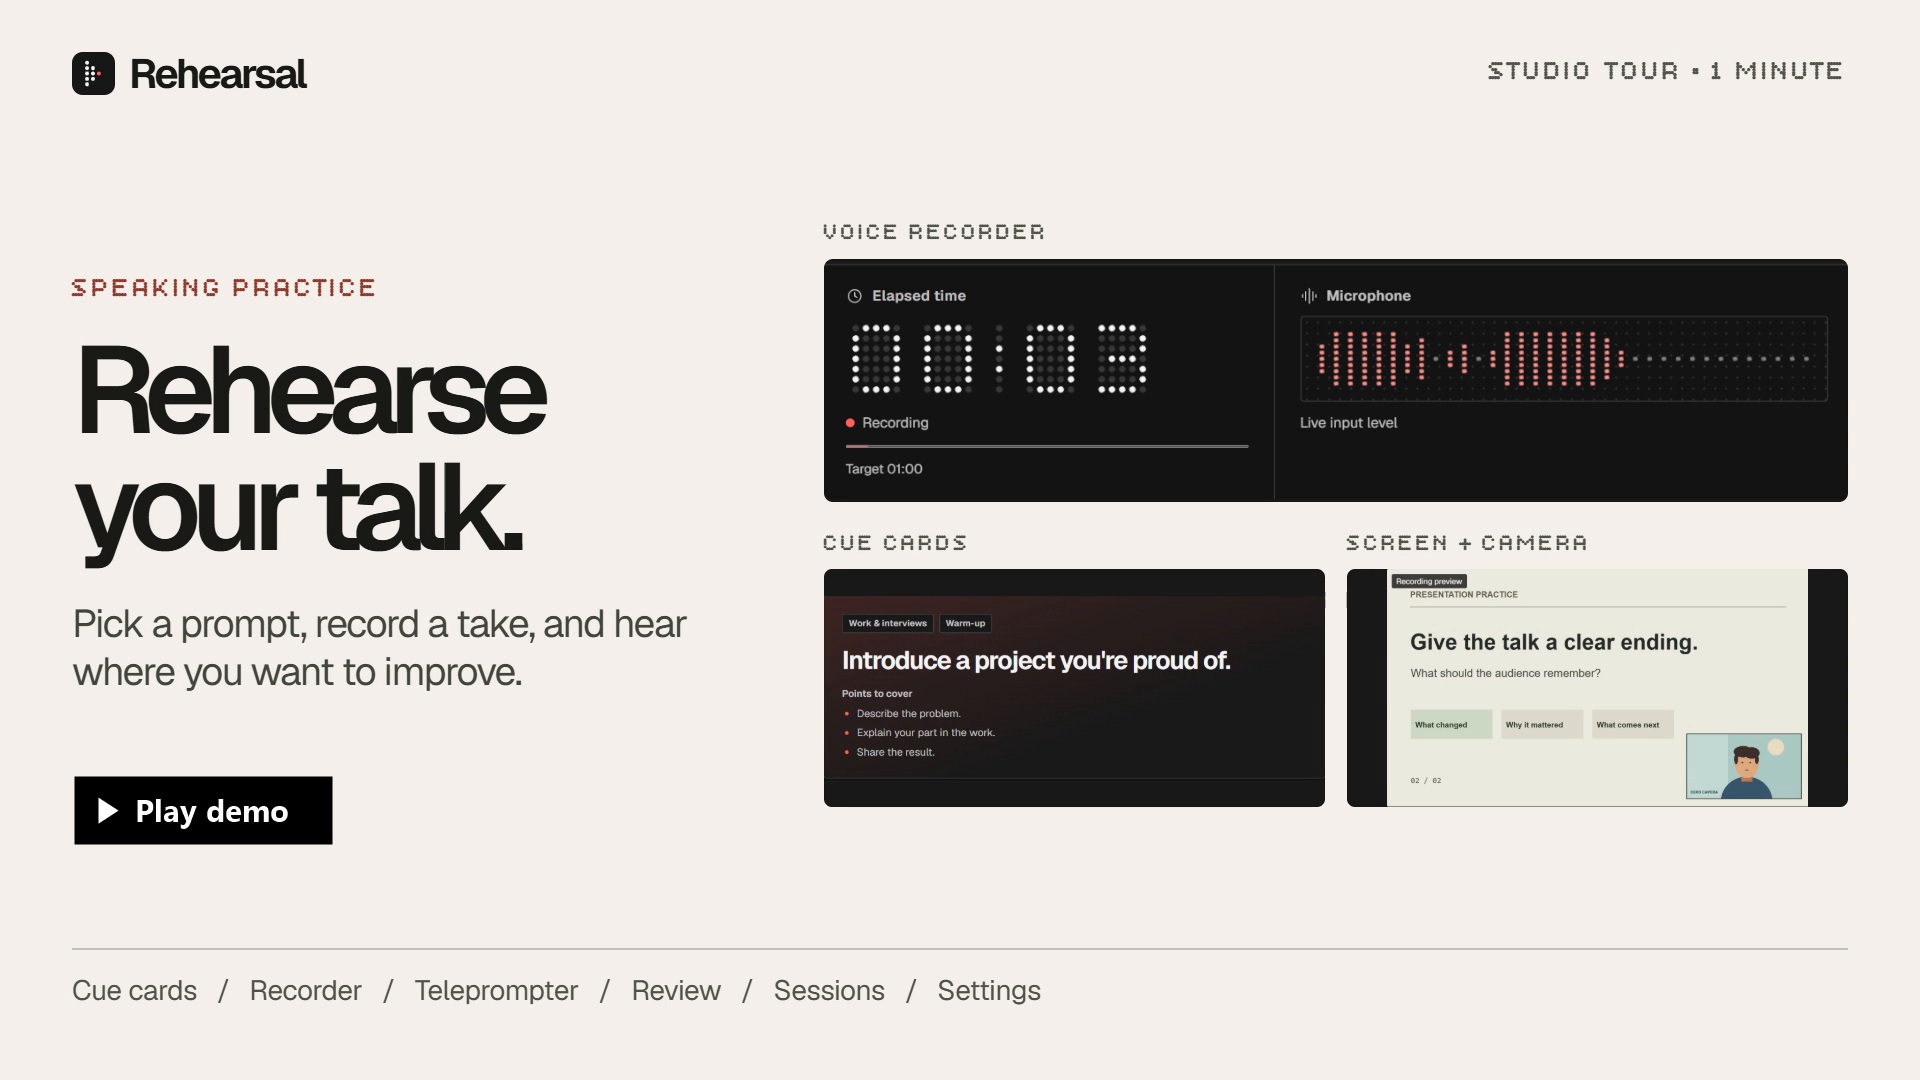 Rehearsal
STUDIO TOUR ▪ 1 MINUTE
SPEAKING PRACTICE
Rehearse
your talk.
Pick a prompt, record a take, and hear
where you want to improve.
Play demo
VOICE RECORDER
Elapsed time
00:03
Recording
Target 01:00
Microphone
Live input level
CUE CARDS
Work & interviews
Warm-up
Introduce a project you're proud of.
Points to cover
• Describe the problem.
• Explain your part in the work.
• Share the result.
SCREEN + CAMERA
Recording preview
PRESENTATION PRACTICE
Give the talk a clear ending.
What should the audience remember?
What changed
Why it mattered
What comes next
02 / 02
DEMO CAMERA
Cue cards / Recorder / Teleprompter / Review / Sessions / Settings